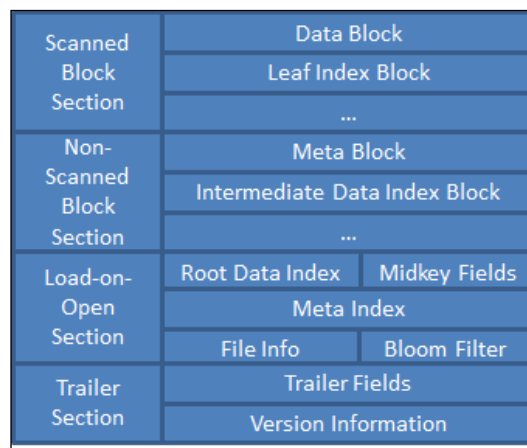 Scanned
Block
Section
Data Block
Leaf Index Block
...
Non-
Scanned
Block
Section
Meta Block
Intermediate Data Index Block
...
Load-on-
Open
Section
Root Data Index
Midkey Fields
Meta Index
File Info
Bloom Filter
Trailer
Section
Trailer Fields
Version Information